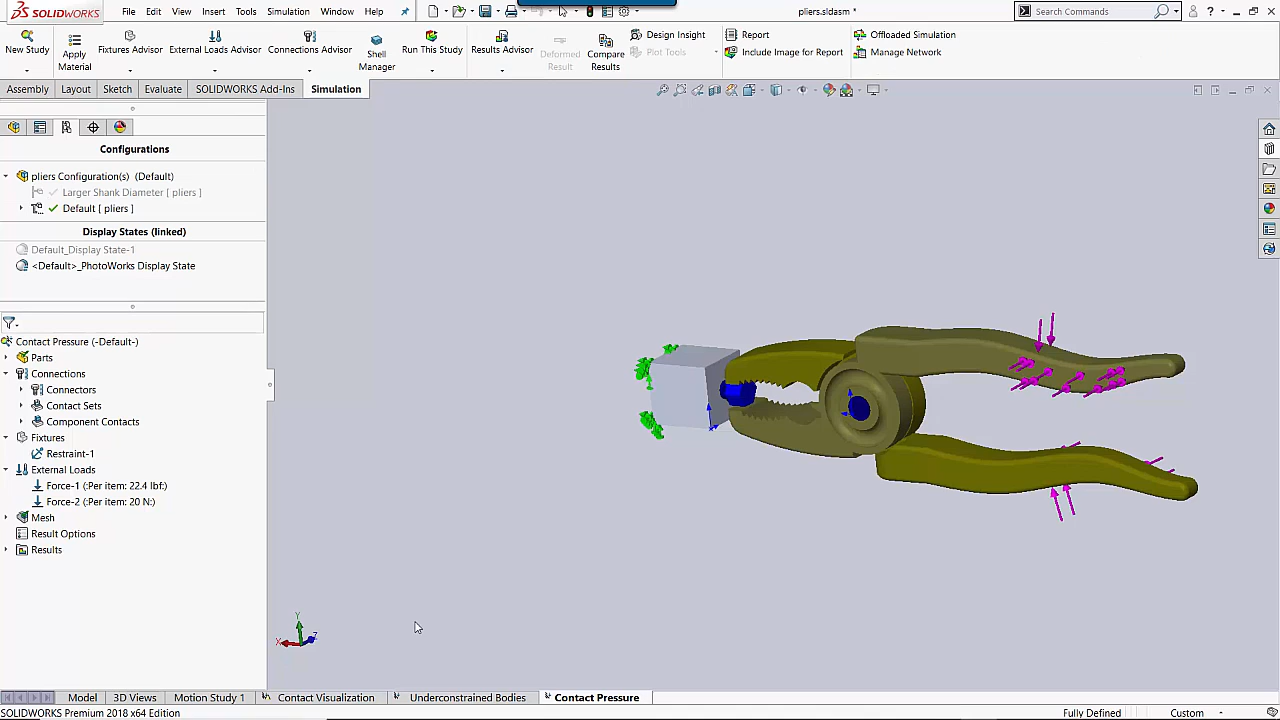 SOLIDWORKS
File Edit View Insert Tools Simulation Window Help
pliers.sldasm *
Search Commands
?
New Study
Apply
Material
Fixtures Advisor
External Loads Advisor
Connections Advisor
Shell
Manager
Run This Study
Results Advisor
Deformed
Result
Compare
Results
Design Insight
Plot Tools
Report
Include Image for Report
Offloaded Simulation
Manage Network
Assembly Layout Sketch Evaluate SOLIDWORKS Add-Ins Simulation
Configurations
pliers Configuration(s) (Default)
Larger Shank Diameter [ pliers ]
Default [ pliers ]
Display States (linked)
Default_Display State-1
<Default>_PhotoWorks Display State
Contact Pressure (-Default-)
Parts
Connections
Connectors
Contact Sets
Component Contacts
Fixtures
Restraint-1
External Loads
Force-1 (:Per item: 22.4 lbf:)
Force-2 (:Per item: 20 N:)
Mesh
Result Options
Results
Y
X
Z
Model 3D Views Motion Study 1 Contact Visualization Underconstrained Bodies Contact Pressure
SOLIDWORKS Premium 2018 x64 Edition
Fully Defined
Custom